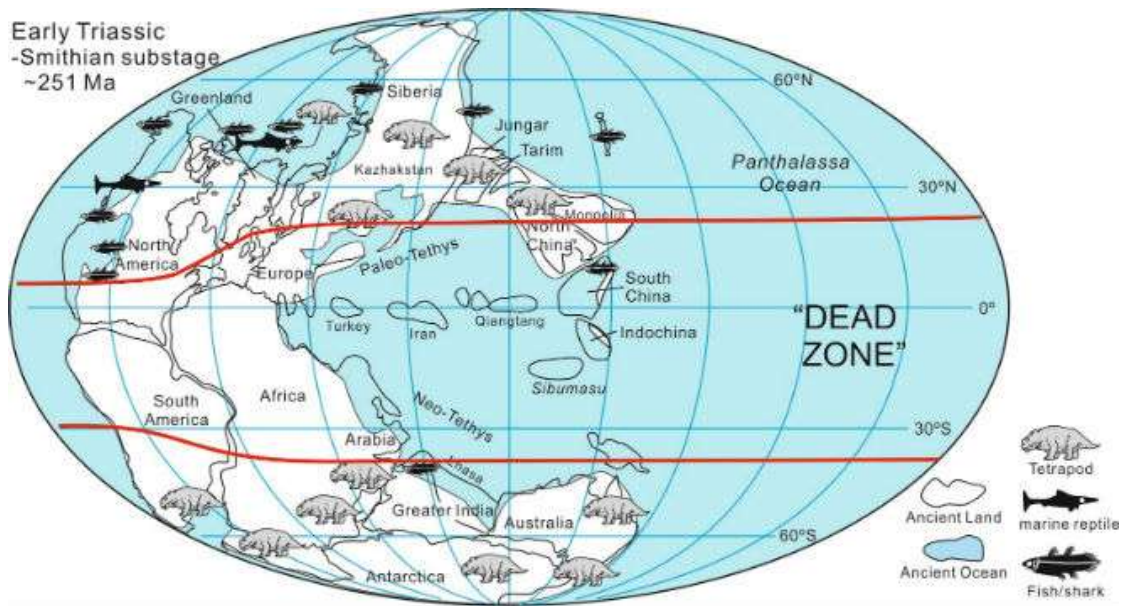 Early Triassic
-Smithian substage
~251 Ma
60ºN
Greenland
Siberia
Jungar
Tarim
Panthalassa
Ocean
Kazhakstan
30ºN
Mongolia
North
China
North
America
Paleo-Tethys
Europe
South
China
0º
Turkey
Iran
Qiangtang
Indochina
"DEAD
ZONE"
Sibumasu
Africa
South
America
Neo-Tethys
30ºS
Arabia
Lhasa
Tetrapod
Greater India
Australia
Ancient Land
marine reptile
60ºS
Antarctica
Ancient Ocean
Fish/shark